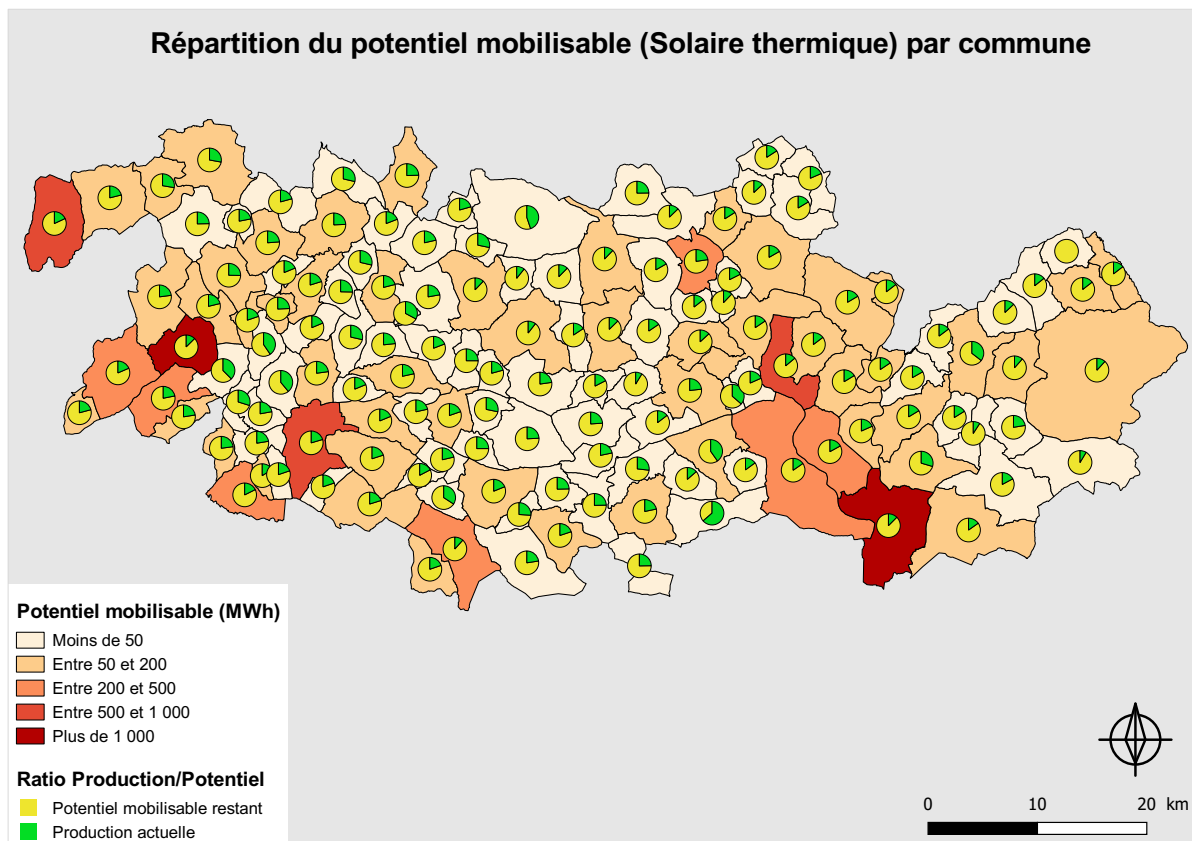 Répartition du potentiel mobilisable (Solaire thermique) par commune
Potentiel mobilisable (MWh)
Moins de 50
Entre 50 et 200
Entre 200 et 500
Entre 500 et 1 000
Plus de 1 000
Ratio Production/Potentiel
Potentiel mobilisable restant
Production actuelle
0 10 20 km